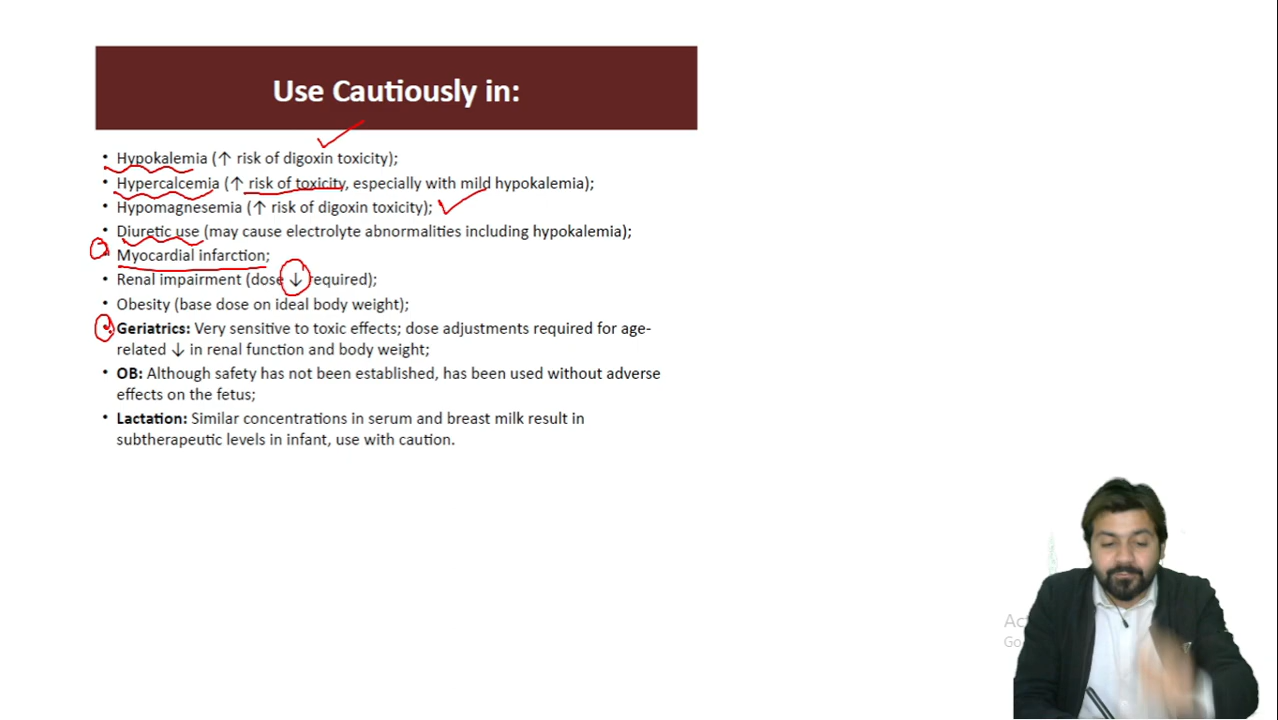 Use Cautiously in:
• Hypokalemia (↑ risk of digoxin toxicity);
• Hypercalcemia (↑ risk of toxicity, especially with mild hypokalemia);
• Hypomagnesemia (↑ risk of digoxin toxicity);
• Diuretic use (may cause electrolyte abnormalities including hypokalemia);
• Myocardial infarction;
• Renal impairment (dose ↓ required);
• Obesity (base dose on ideal body weight);
• Geriatrics: Very sensitive to toxic effects; dose adjustments required for age-
related ↓ in renal function and body weight;
• OB: Although safety has not been established, has been used without adverse
effects on the fetus;
• Lactation: Similar concentrations in serum and breast milk result in
subtherapeutic levels in infant, use with caution.